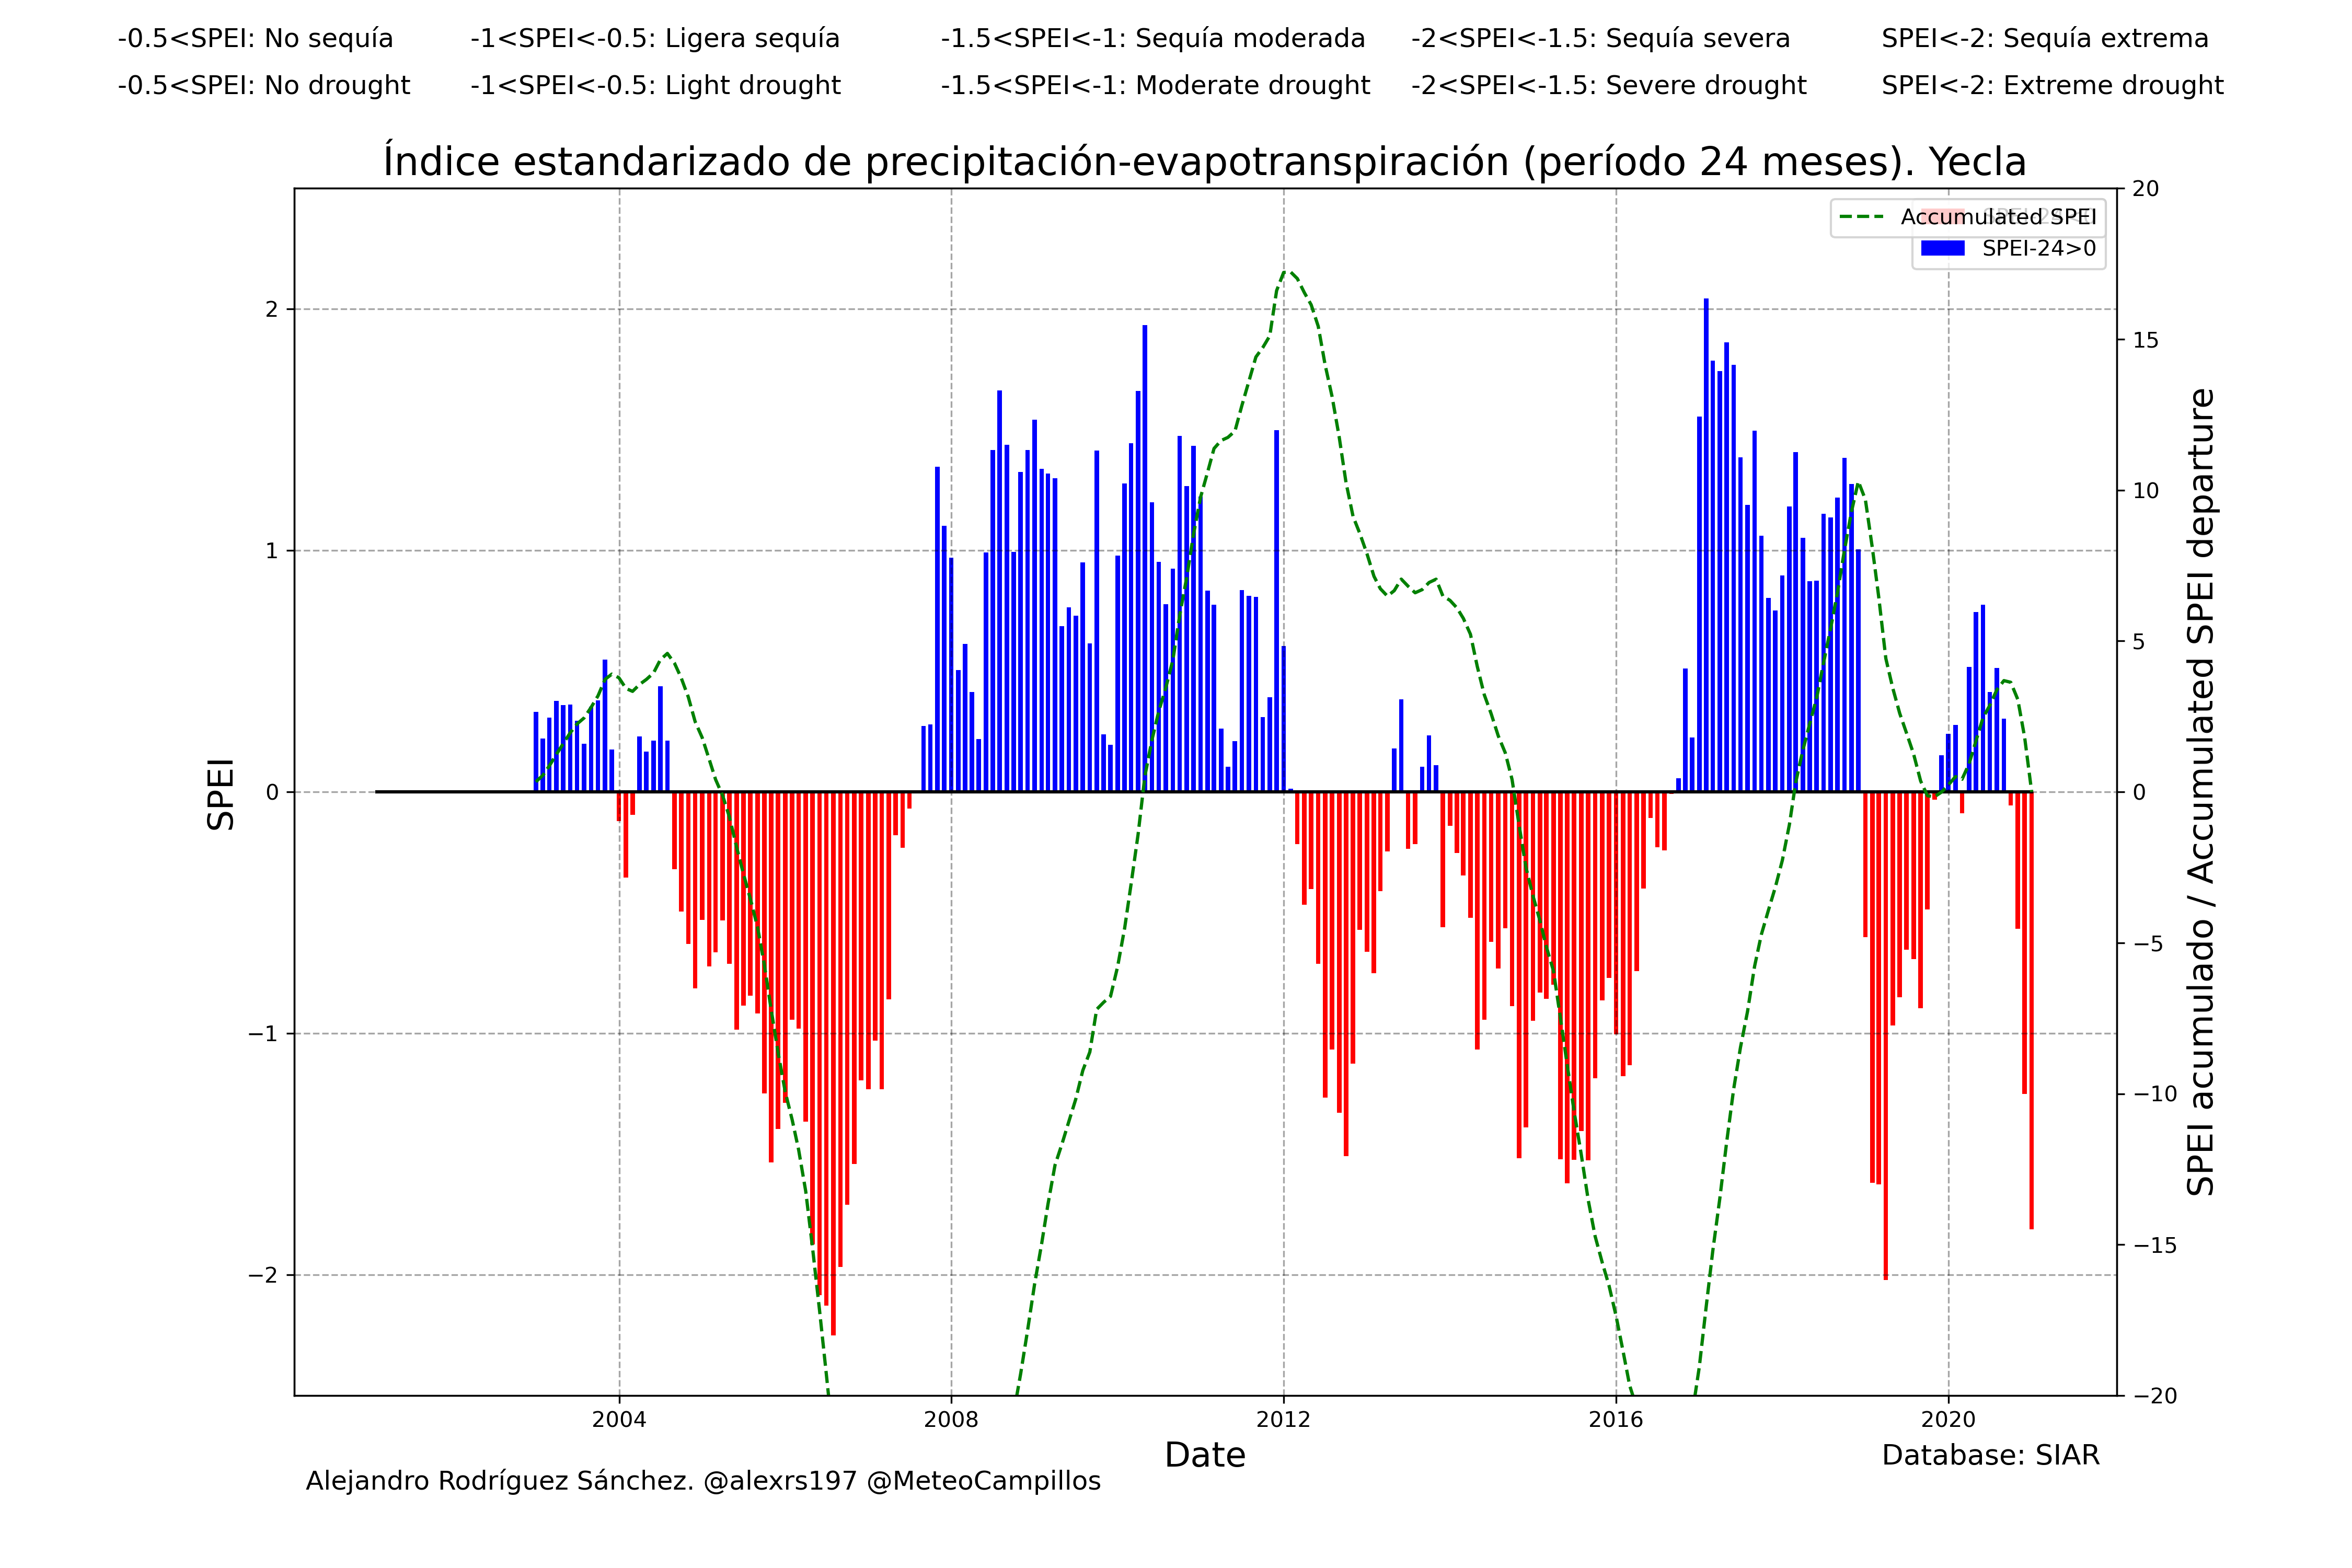 -0.5<SPEI: No sequía -1<SPEI<-0.5: Ligera sequía -1.5<SPEI<-1: Sequía moderada -2<SPEI<-1.5: Sequía severa SPEI<-2: Sequía extrema
-0.5<SPEI: No drought -1<SPEI<-0.5: Light drought -1.5<SPEI<-1: Moderate drought -2<SPEI<-1.5: Severe drought SPEI<-2: Extreme drought
Índice estandarizado de precipitación-evapotranspiración (período 24 meses). Yecla
Accumulated SPEI
SPEI-24>0
SPEI
2
1
0
−1
−2
20
15
10
5
0
−5
−10
−15
−20
SPEI acumulado / Accumulated SPEI departure
2004 2008 2012 2016 2020
Date
Database: SIAR
Alejandro Rodríguez Sánchez. @alexrs197 @MeteoCampillos